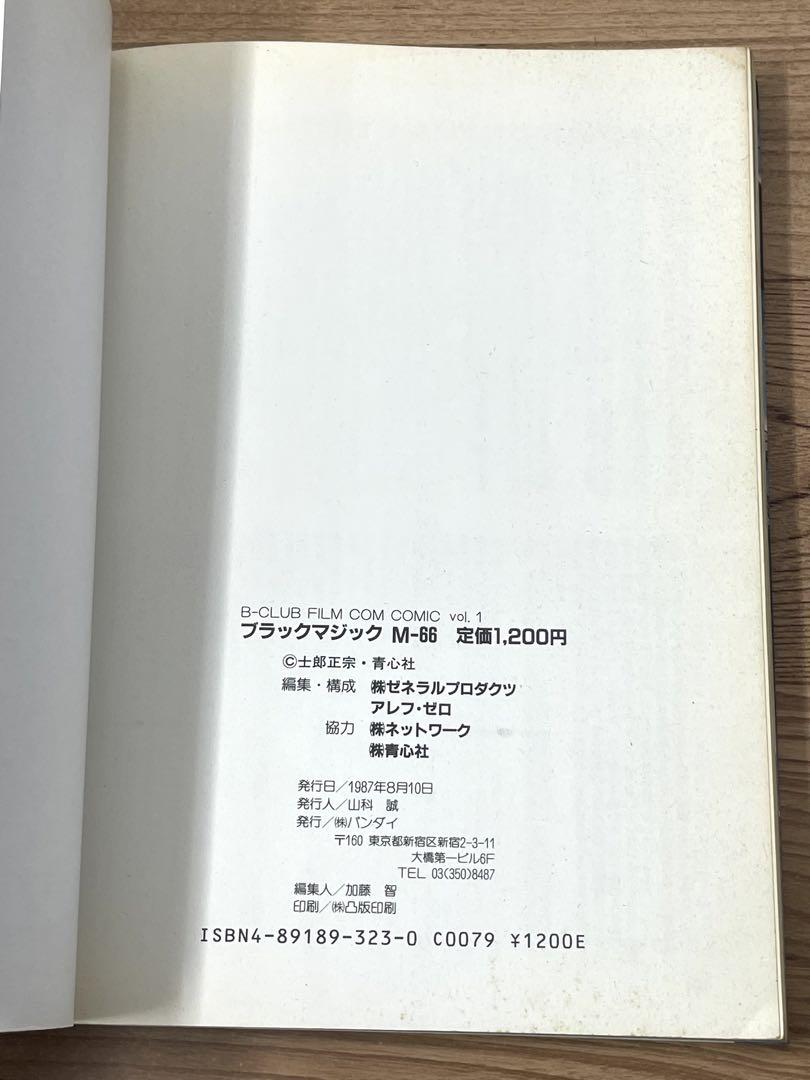 B-CLUB FILM COM COMIC vol. 1
ブラックマジック M-66 定価1,200円
©士郎正宗・青心社
編集・構成 ㈱ゼネラルプロダクツ
アレフ・ゼロ
協力 ㈱ネットワーク
㈱青心社
発行日/1987年8月10日
発行人/山科 誠
発行/㈱バンダイ
〒160 東京都新宿区新宿2-3-11
大橋第一ビル6F
TEL 03(350)8487
編集人/加藤 智
印刷/㈱凸版印刷
ISBN4-89189-323-0 C0079 ¥1200E